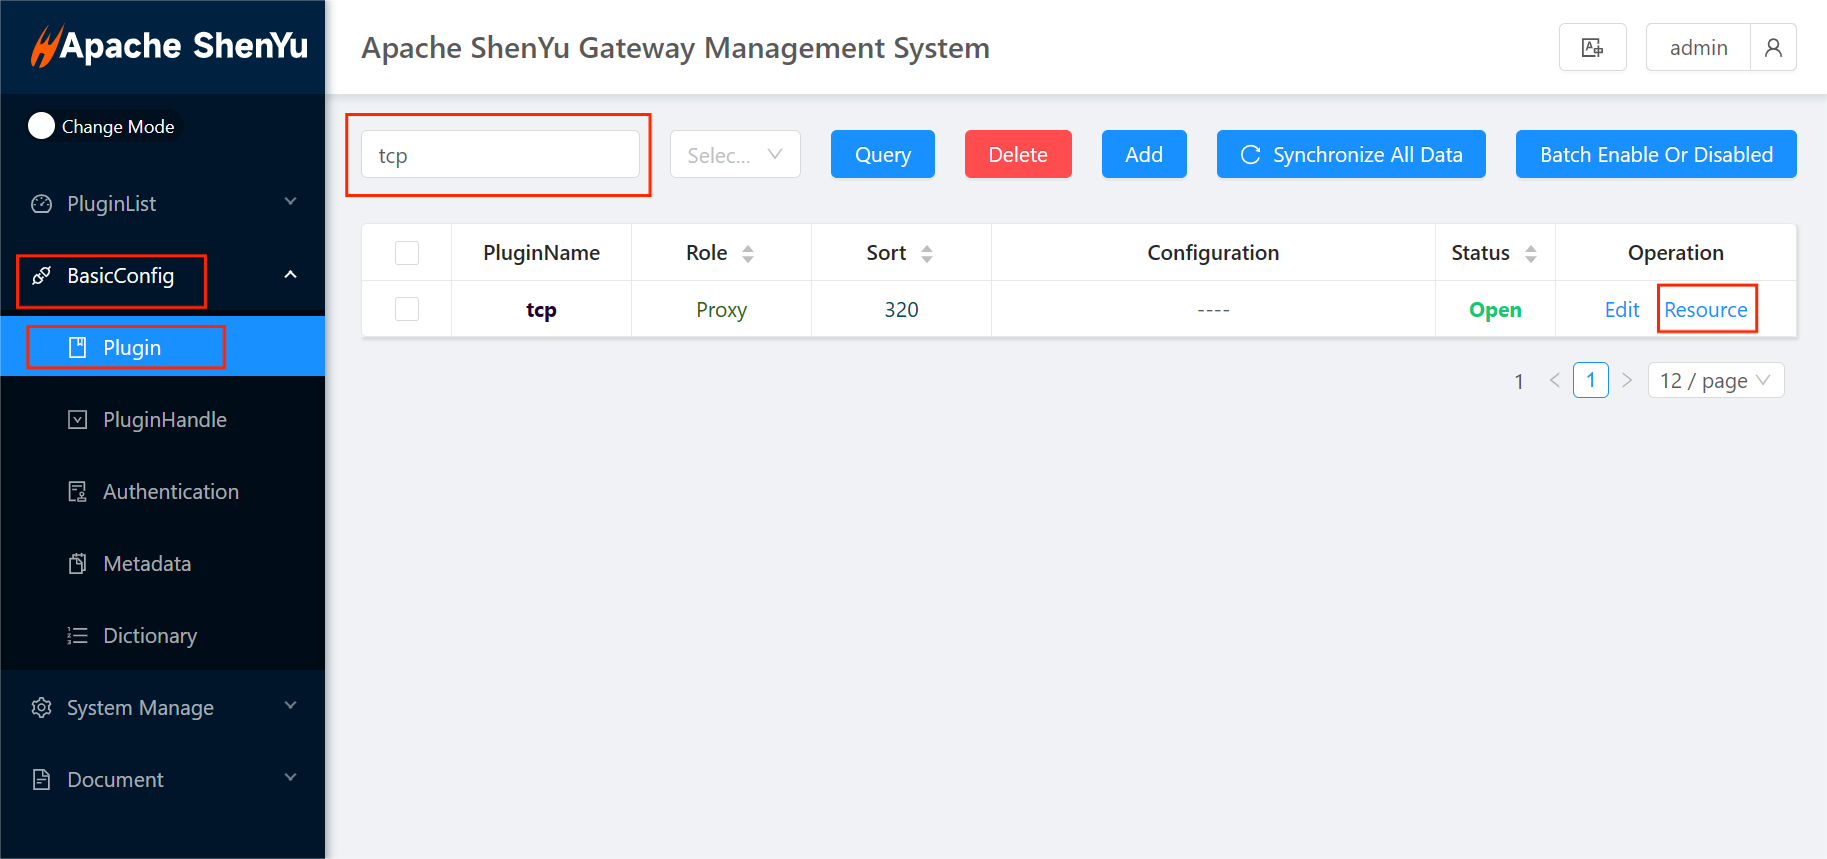 Apache ShenYu
Apache ShenYu Gateway Management System
admin
Change Mode
PluginList
BasicConfig
Plugin
PluginHandle
Authentication
Metadata
Dictionary
System Manage
Document
tcp
Selec...
Query
Delete
Add
Synchronize All Data
Batch Enable Or Disabled
PluginName Role Sort Configuration Status Operation
tcp Proxy 320 ---- Open Edit Resource
1 < 1 > 12 / page